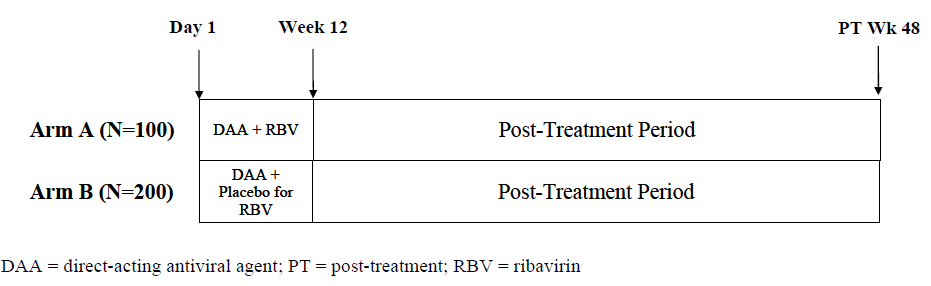 Day 1 Week 12 PT Wk 48
Arm A (N=100) DAA + RBV Post-Treatment Period
Arm B (N=200) DAA +
Placebo for
RBV Post-Treatment Period
DAA = direct-acting antiviral agent; PT = post-treatment; RBV = ribavirin